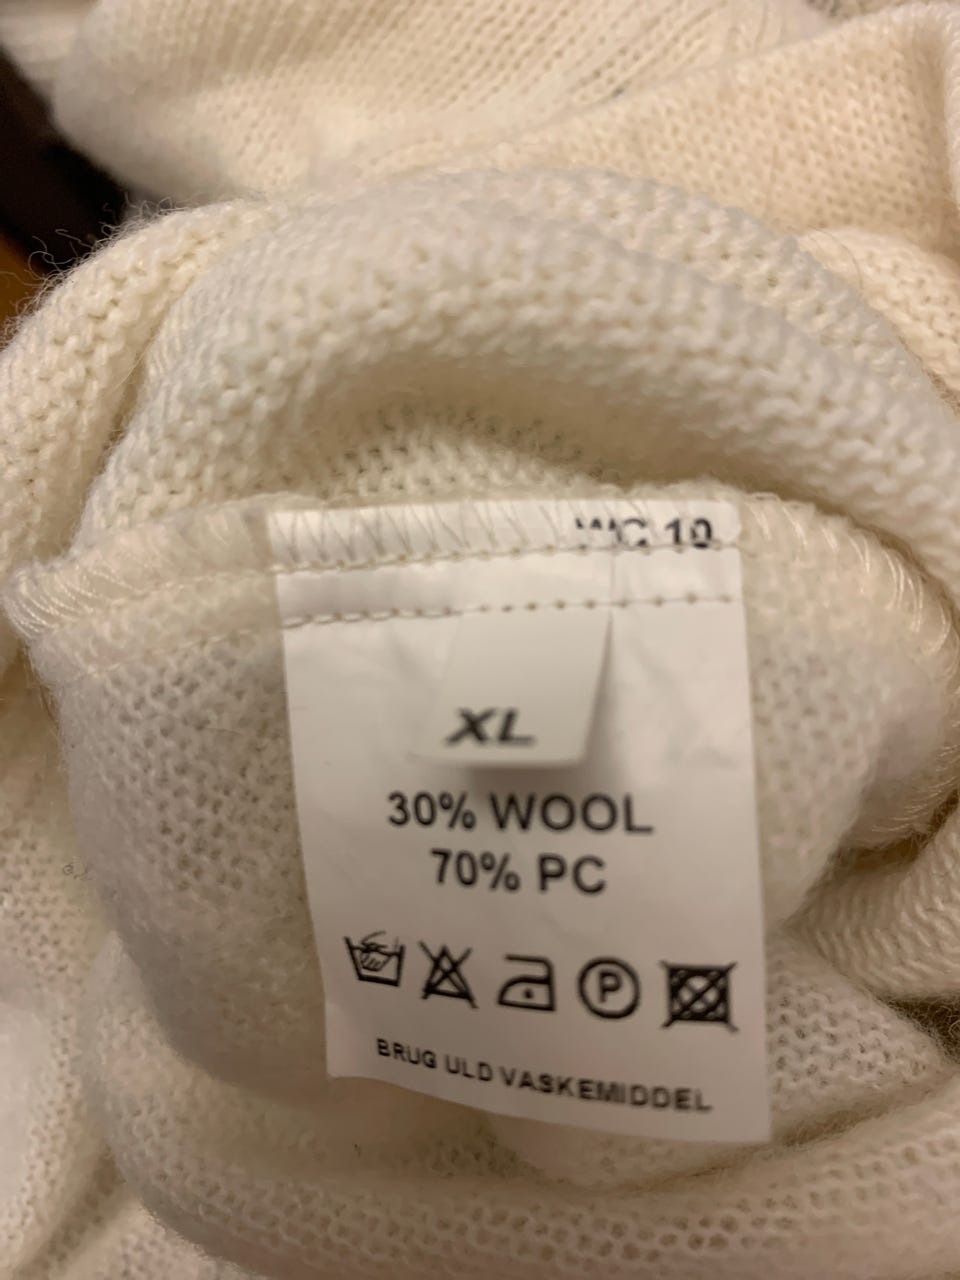 XL
30% WOOL
70% PC
P
BRUG ULD VASKEMIDDEL